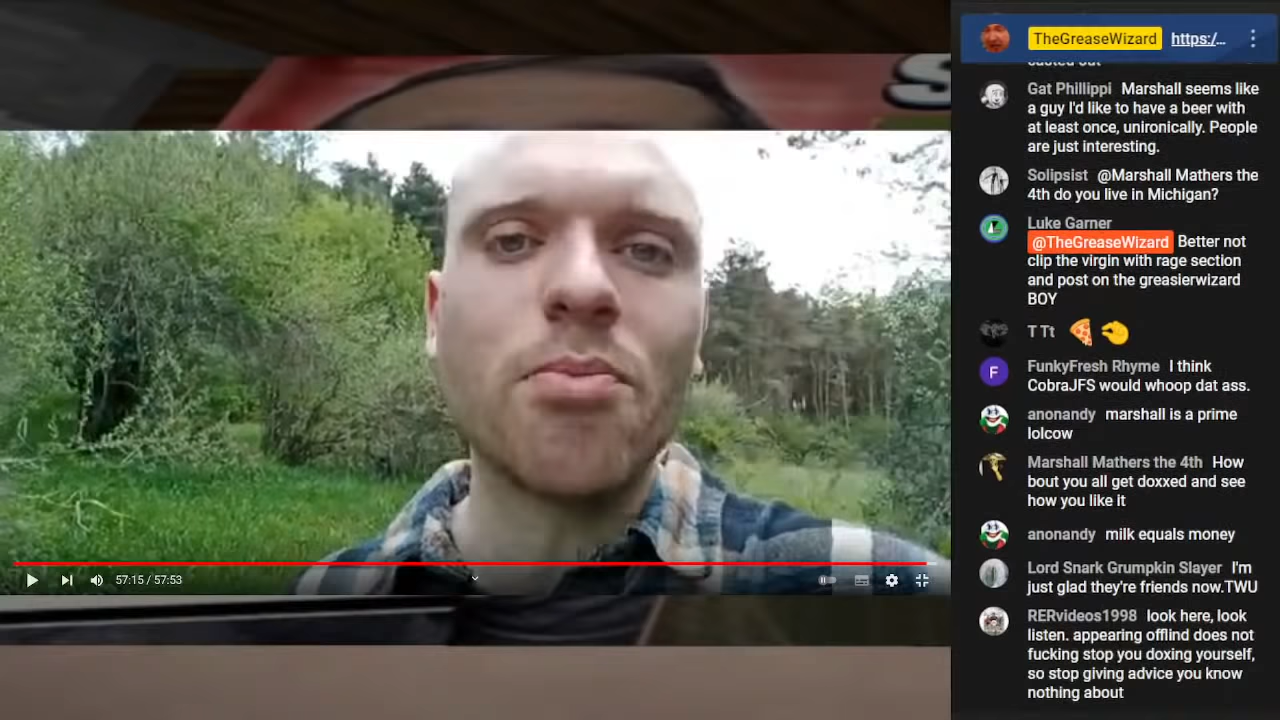 S
TheGreaseWizard https:/...
Gat Phillippi Marshall seems like
a guy I'd like to have a beer with
at least once, unironically. People
are just interesting.
Solipsist @Marshall Mathers the
4th do you live in Michigan?
Luke Garner
@TheGreaseWizard Better not
clip the virgin with rage section
and post on the greasierwizard
BOY
T Tt
F
FunkyFresh Rhyme I think
CobraJFS would whoop dat ass.
anonandy marshall is a prime
lolcow
Marshall Mathers the 4th How
bout you all get doxxed and see
how you like it
anonandy milk equals money
Lord Snark Grumpkin Slayer I'm
just glad they're friends now.TWU
RERvideos1998 look here, look
listen. appearing offlind does not
fucking stop you doxing yourself,
so stop giving advice you know
nothing about
57:15 / 57:53